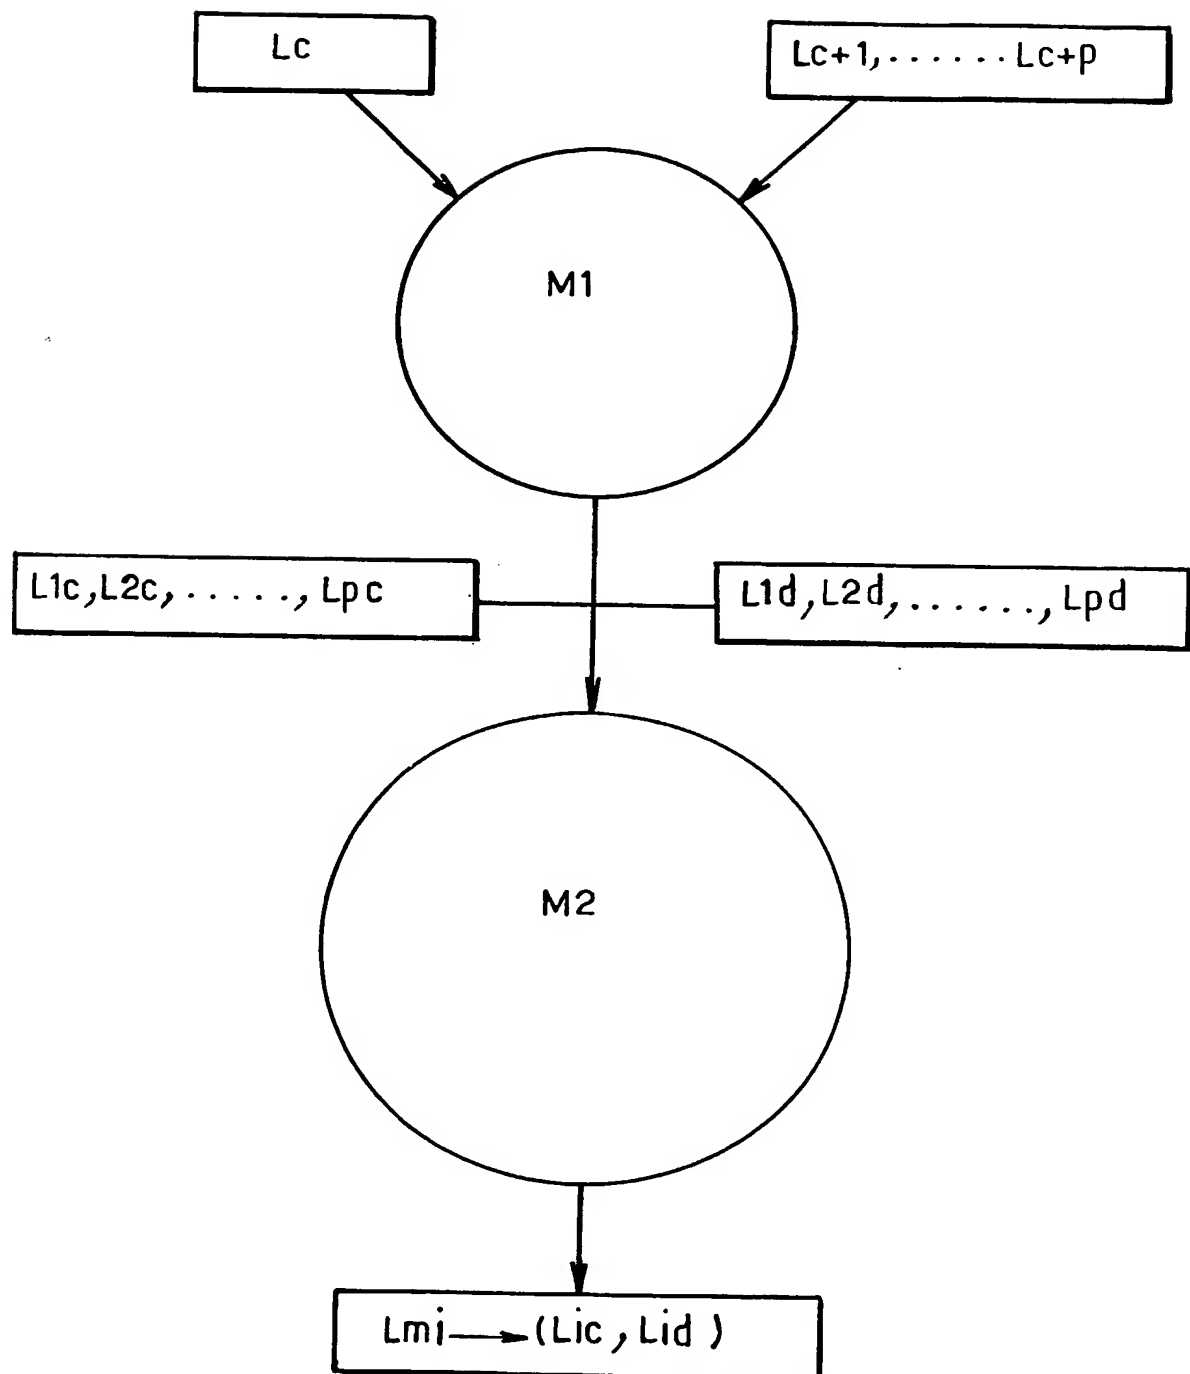 Lc
Lc+1,...... Lc+p
M1
L1c,L2c,....., Lpc
L1d,L2d,......, Lpd
M2
Lmi⟶(Lic, Lid)